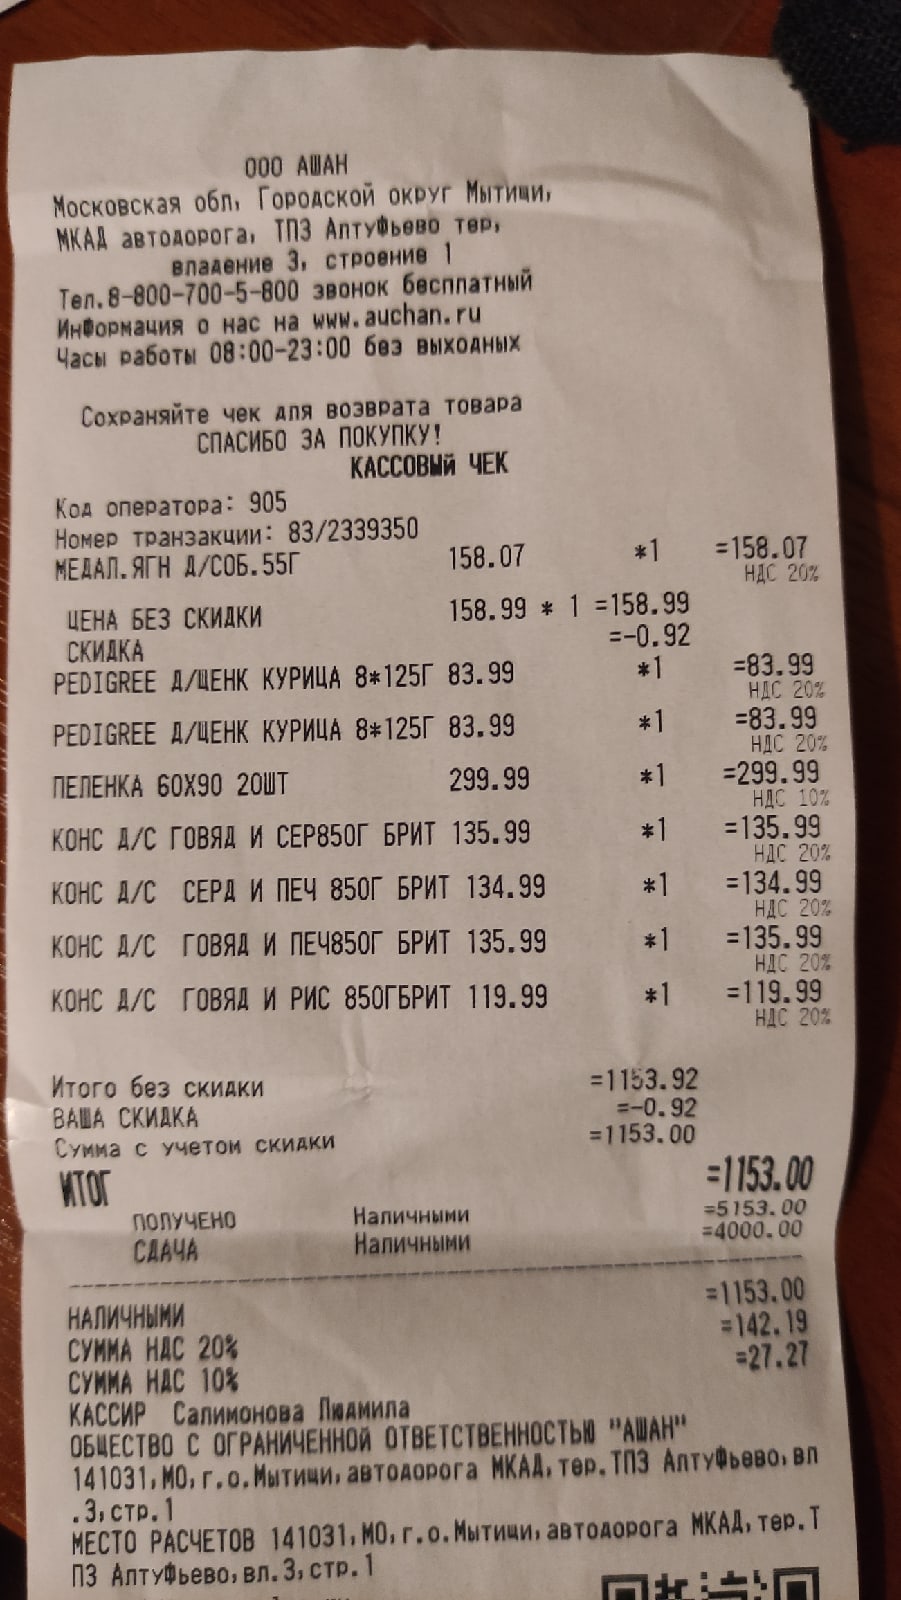 ООО АШАН
Московская обл, Городской округ Мытищи,
МКАД автодорога, ТПЗ Алтуфьево тер,
владение 3, строение 1
Тел.8-800-700-5-800 звонок бесплатный
Информация о нас на www.auchan.ru
Часы работы 08:00-23:00 без выходных
Сохраняйте чек для возврата товара
СПАСИБО ЗА ПОКУПКУ!
КАССОВЫЙ ЧЕК
Код оператора: 905
Номер транзакции: 83/2339350
МЕДАЛ.ЯГН Д/СОБ.55Г 158.07 *1 =158.07
НДС 20%
ЦЕНА БЕЗ СКИДКИ 158.99 * 1 =158.99
СКИДКА =-0.92
PEDIGREE Д/ЩЕНК КУРИЦА 8*125Г 83.99 *1 =83.99
НДС 20%
PEDIGREE Д/ЩЕНК КУРИЦА 8*125Г 83.99 *1 =83.99
НДС 20%
ПЕЛЕНКА 60Х90 20ШТ 299.99 *1 =299.99
НДС 10%
КОНС Д/С ГОВЯД И СЕР850Г БРИТ 135.99 *1 =135.99
НДС 20%
КОНС Д/С СЕРД И ПЕЧ 850Г БРИТ 134.99 *1 =134.99
НДС 20%
КОНС Д/С ГОВЯД И ПЕЧ850Г БРИТ 135.99 *1 =135.99
НДС 20%
КОНС Д/С ГОВЯД И РИС 850ГБРИТ 119.99 *1 =119.99
НДС 20%
Итого без скидки =1153.92
ВАША СКИДКА =-0.92
Сумма с учетом скидки =1153.00
ИТОГ =1153.00
ПОЛУЧЕНО Наличными =5153.00
СДАЧА Наличными =4000.00
НАЛИЧНЫМИ =1153.00
СУММА НДС 20% =142.19
СУММА НДС 10% =27.27
КАССИР Салимонова Людмила
ОБЩЕСТВО С ОГРАНИЧЕННОЙ ОТВЕТСТВЕННОСТЬЮ "АШАН"
141031,МО,г.о.Мытищи,автодорога МКАД,тер.ТПЗ Алтуфьево,вл
.3,стр.1
МЕСТО РАСЧЕТОВ 141031,МО,г.о.Мытищи,автодорога МКАД,тер.Т
ПЗ Алтуфьево,вл.3,стр.1